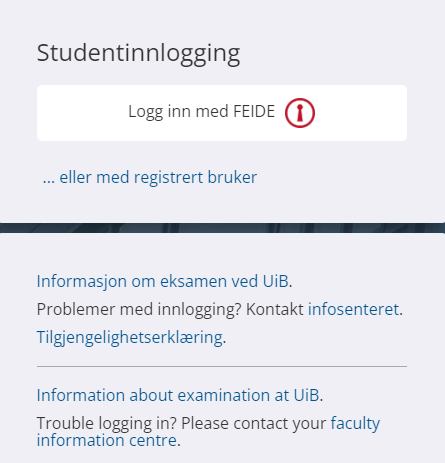 Studentinnlogging
Logg inn med FEIDE
... eller med registrert bruker
Informasjon om eksamen ved UiB.
Problemer med innlogging? Kontakt infosenteret.
Tilgjengelighetserklæring.
Information about examination at UiB.
Trouble logging in? Please contact your faculty
information centre.